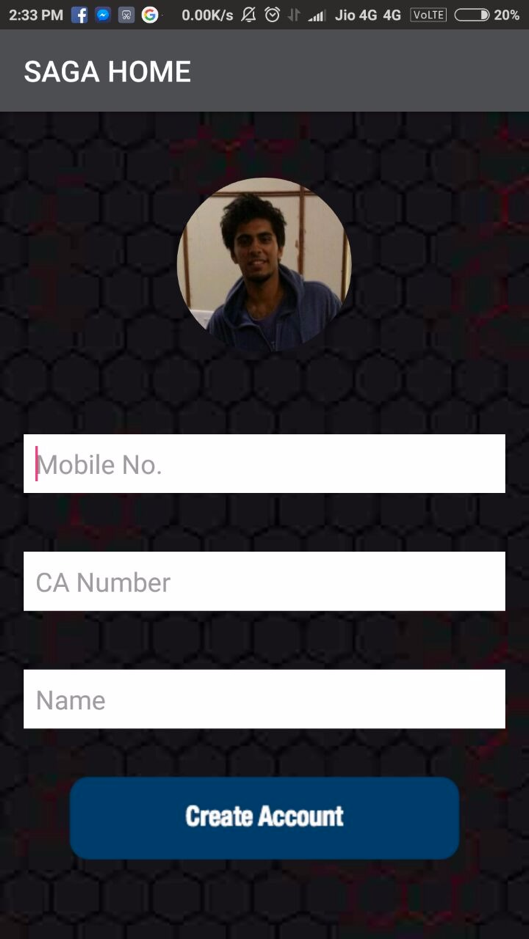 2:33 PM 0.00K/s Jio 4G 4G VoLTE 20%
SAGA HOME
Mobile No.
CA Number
Name
Create Account